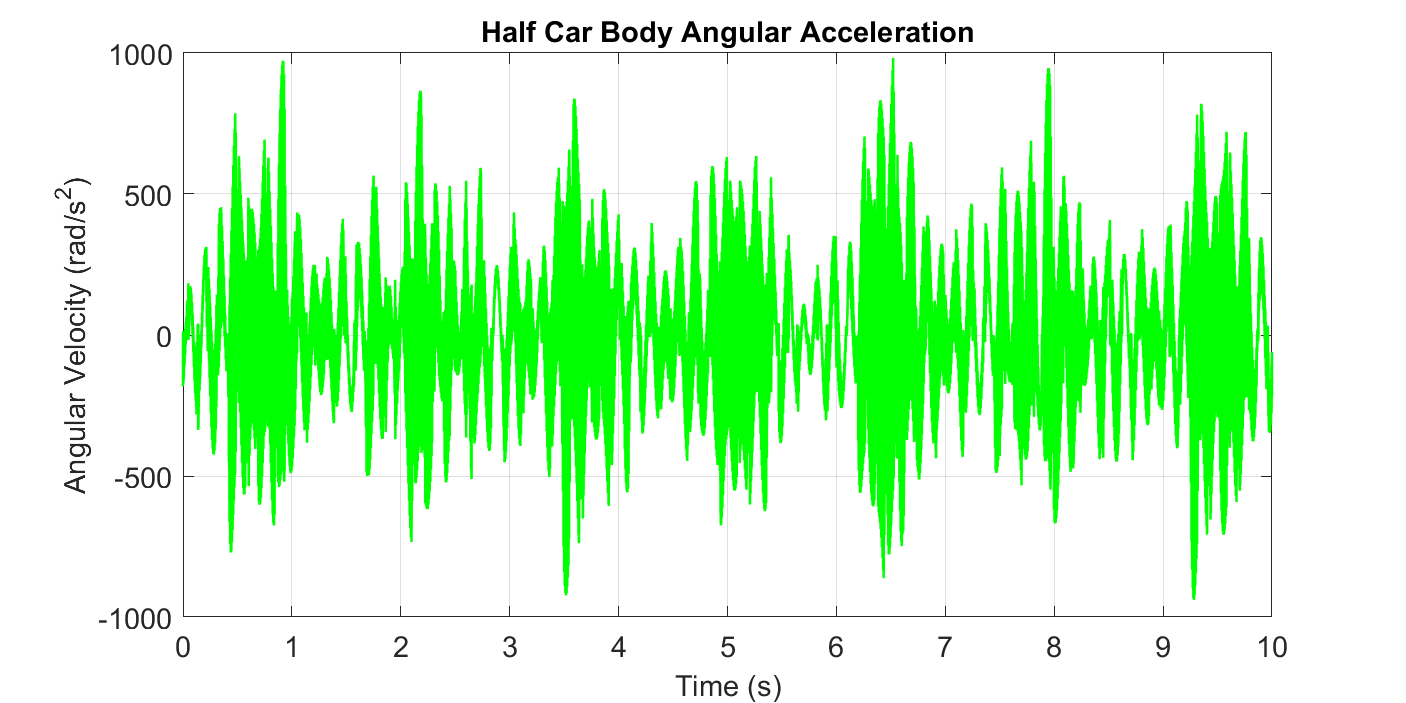 Half Car Body Angular Acceleration
1000
500
0
-500
-1000
Angular Velocity (rad/s²)
0 1 2 3 4 5 6 7 8 9 10
Time (s)